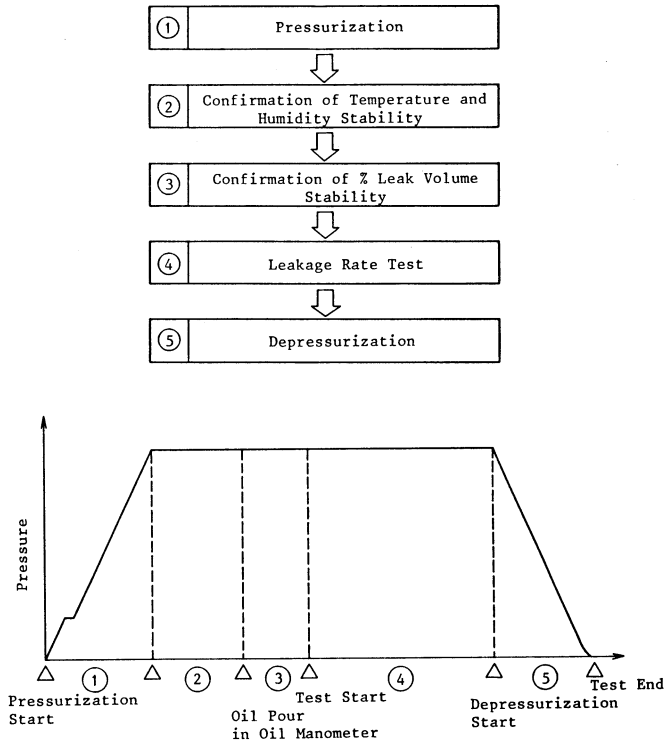 ① Pressurization
② Confirmation of Temperature and
Humidity Stability
③ Confirmation of % Leak Volume
Stability
④ Leakage Rate Test
⑤ Depressurization
Pressure
① ② ③ ④ ⑤
Pressurization
Start
Oil Pour
in Oil Manometer
Test Start
Depressurization
Start
Test End